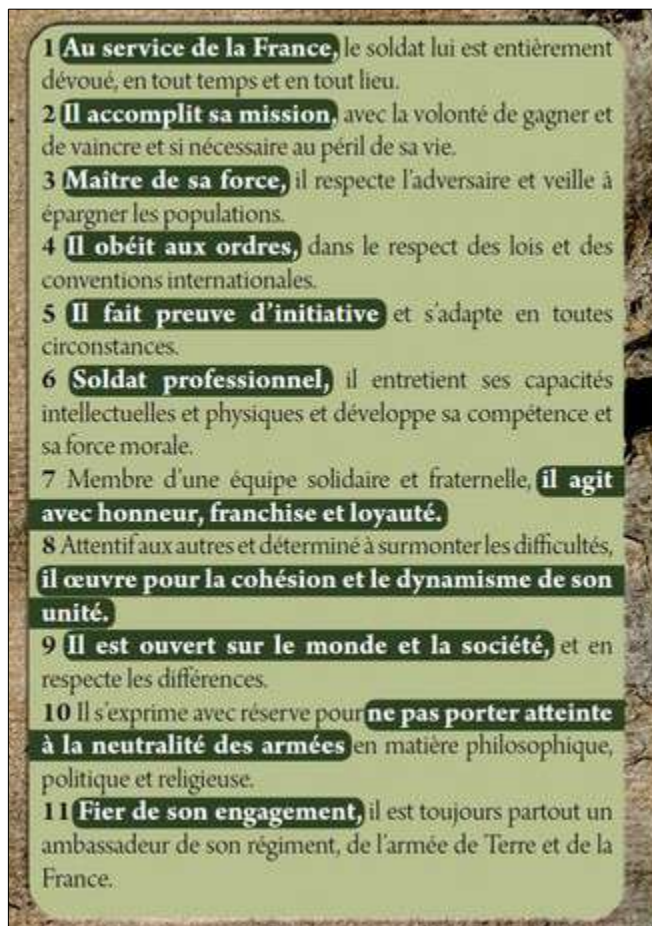 1 Au service de la France, le soldat lui est entièrement
dévoué, en tout temps et en tout lieu.
2 Il accomplit sa mission, avec la volonté de gagner et
de vaincre et si nécessaire au péril de sa vie.
3 Maître de sa force, il respecte l'adversaire et veille à
épargner les populations.
4 Il obéit aux ordres, dans le respect des lois et des
conventions internationales.
5 Il fait preuve d'initiative et s'adapte en toutes
circonstances.
6 Soldat professionnel, il entretient ses capacités
intellectuelles et physiques et développe sa compétence et
sa force morale.
7 Membre d'une équipe solidaire et fraternelle, il agit
avec honneur, franchise et loyauté.
8 Attentif aux autres et déterminé à surmonter les difficultés,
il œuvre pour la cohésion et le dynamisme de son
unité.
9 Il est ouvert sur le monde et la société, et en
respecte les différences.
10 Il s'exprime avec réserve pour ne pas porter atteinte
à la neutralité des armées en matière philosophique,
politique et religieuse.
11 Fier de son engagement, il est toujours partout un
ambassadeur de son régiment, de l'armée de Terre et de la
France.